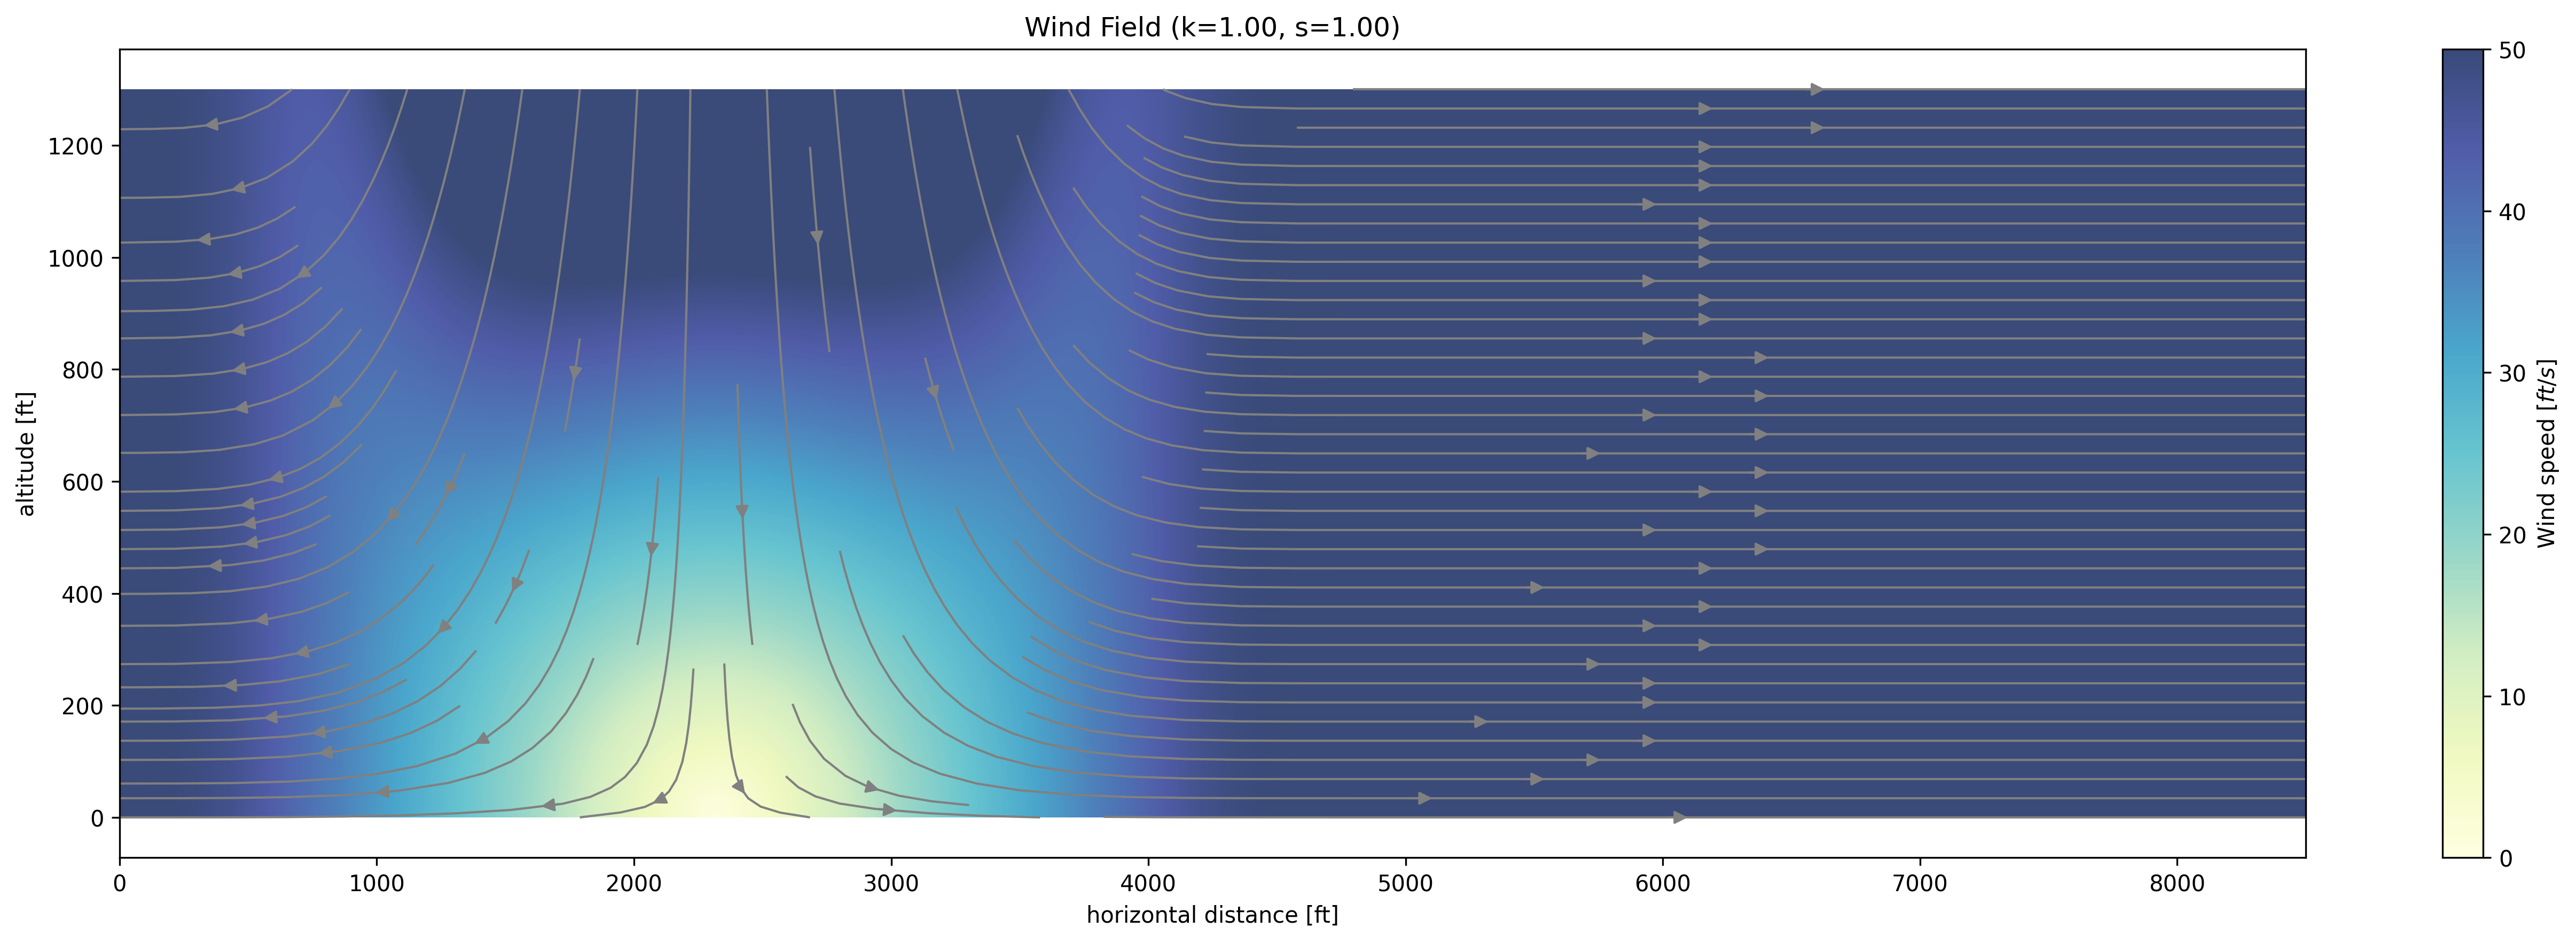 Wind Field (k=1.00, s=1.00)
1200
1000
800
600
400
200
0
altitude [ft]
0 1000 2000 3000 4000 5000 6000 7000 8000
horizontal distance [ft]
50
40
30
20
10
0
Wind speed [ft/s]